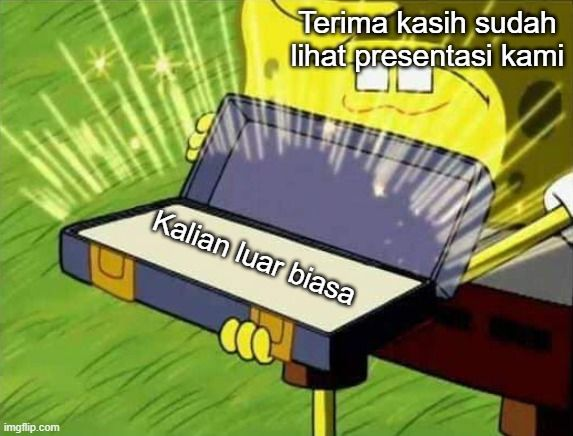 Terima kasih sudah
lihat presentasi kami
Kalian luar biasa
imgflip.com